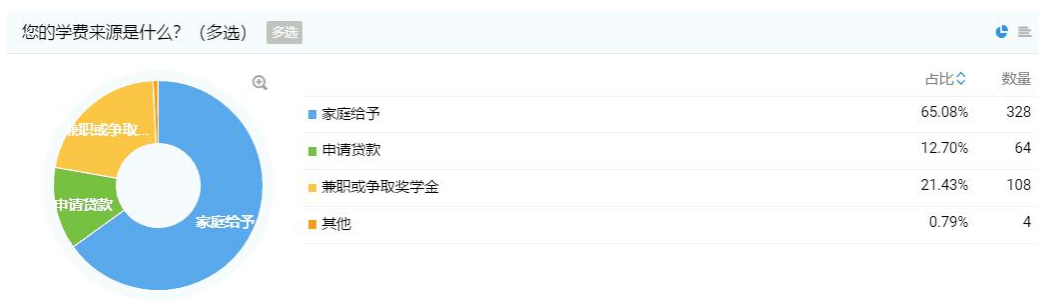 您的学费来源是什么？（多选） 多选
占比 数量
家庭给予 65.08% 328
申请贷款 12.70% 64
兼职或争取奖学金 21.43% 108
其他 0.79% 4
兼职或争取...
申请贷款
家庭给予